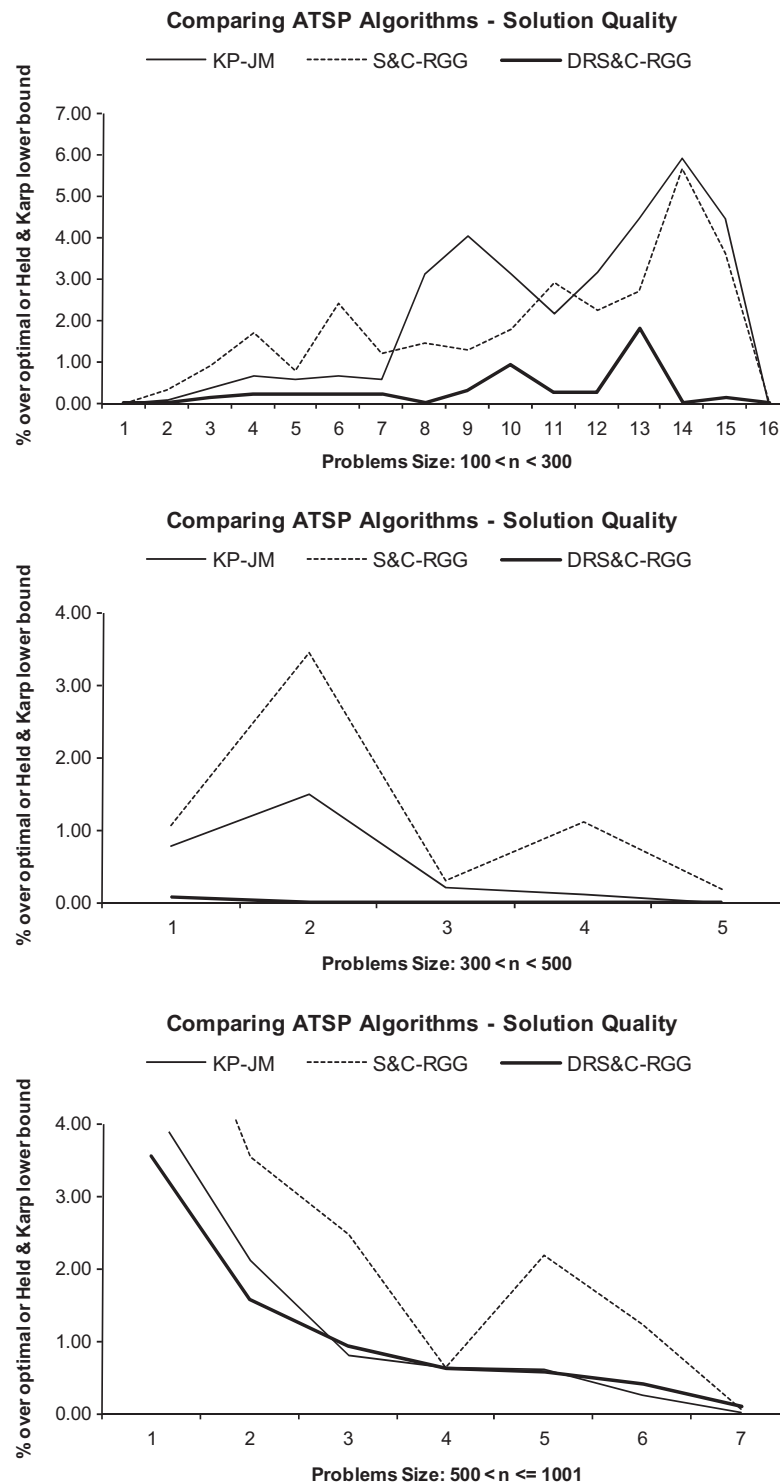 Comparing ATSP Algorithms - Solution Quality
KP-JM S&C-RGG DRS&C-RGG
% over optimal or Held & Karp lower bound
7.00
6.00
5.00
4.00
3.00
2.00
1.00
0.00
1 2 3 4 5 6 7 8 9 10 11 12 13 14 15 16
Problems Size: 100 < n < 300
Comparing ATSP Algorithms - Solution Quality
KP-JM S&C-RGG DRS&C-RGG
% over optimal or Held & Karp lower bound
4.00
3.00
2.00
1.00
0.00
1 2 3 4 5
Problems Size: 300 < n < 500
Comparing ATSP Algorithms - Solution Quality
KP-JM S&C-RGG DRS&C-RGG
% over optimal or Held & Karp lower bound
4.00
3.00
2.00
1.00
0.00
1 2 3 4 5 6 7
Problems Size: 500 < n <= 1001